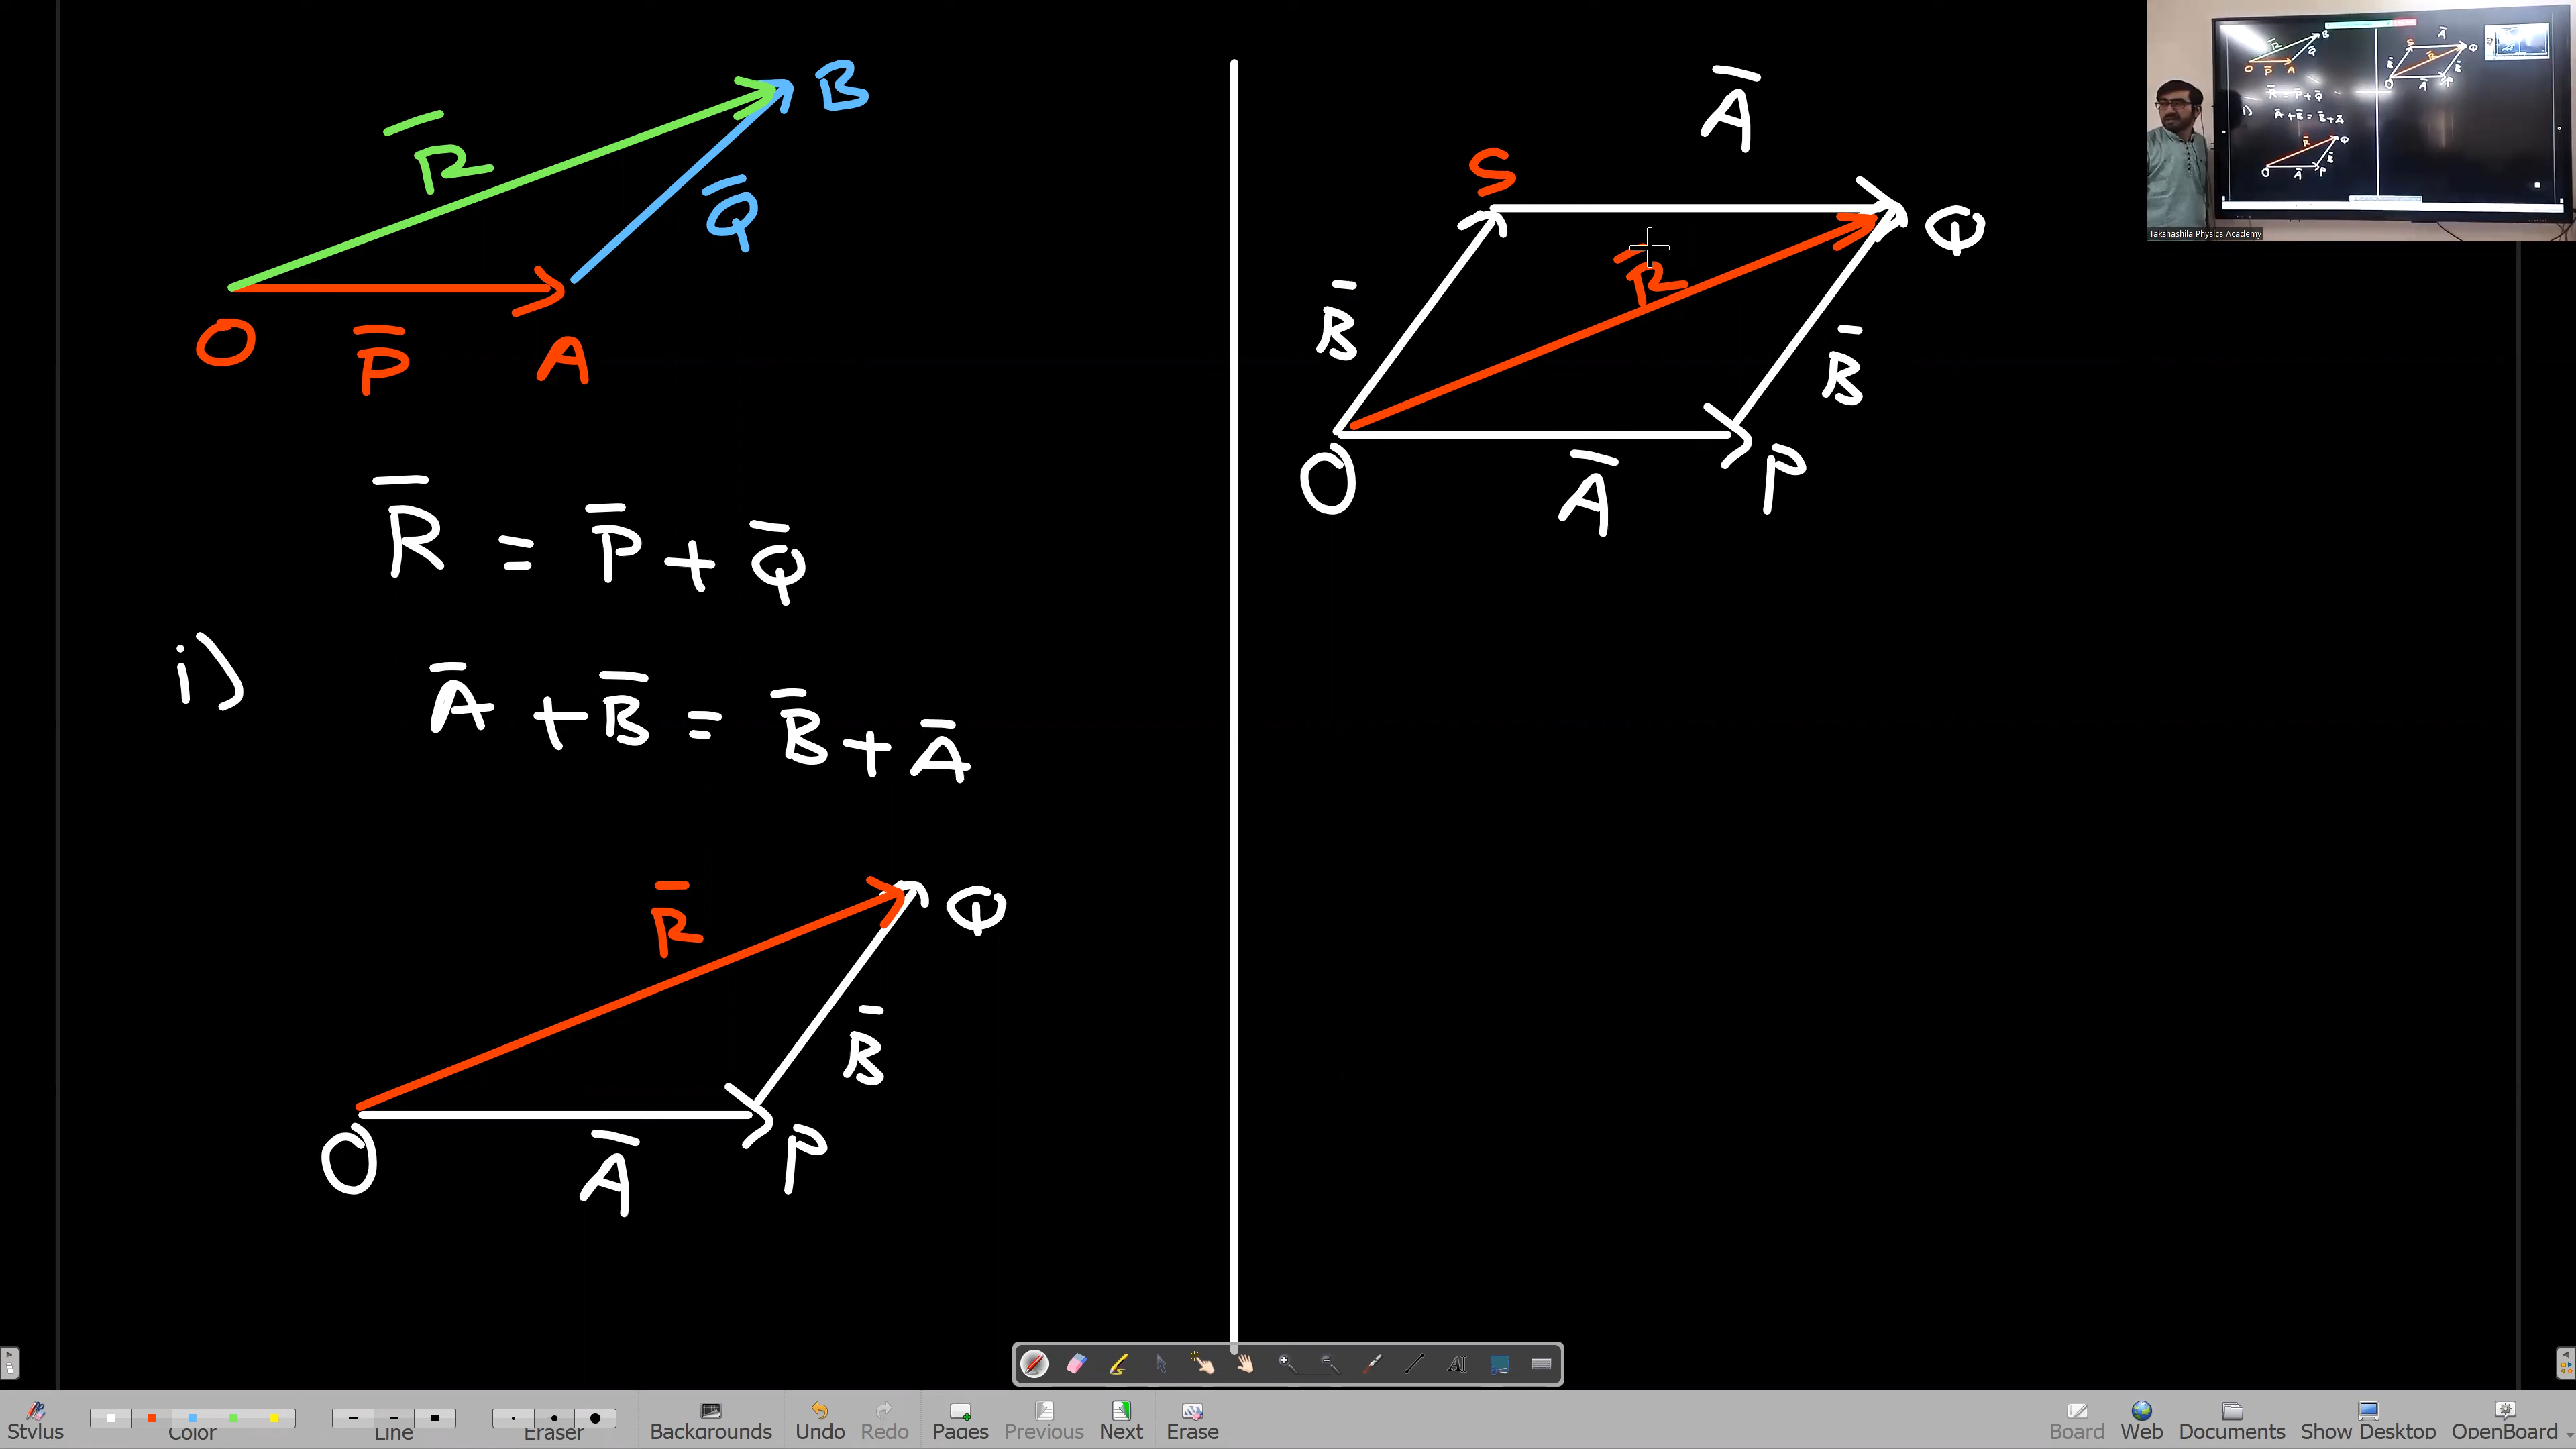 B
R̅
Q̅
O
P̅
A
R̅ = P̅ + Q̅
i)
A̅ + B̅ = B̅ + A̅
R̅
Q
B̅
O
A̅
P
A̅
S
Q
R̅
B̅
B̅
O
A̅
P
Takshashila Physics Academy
Stylus
Color
Line
Eraser
Backgrounds
Undo
Redo
Pages
Previous
Next
Erase
Board
Web
Documents
Show Desktop
OpenBoard